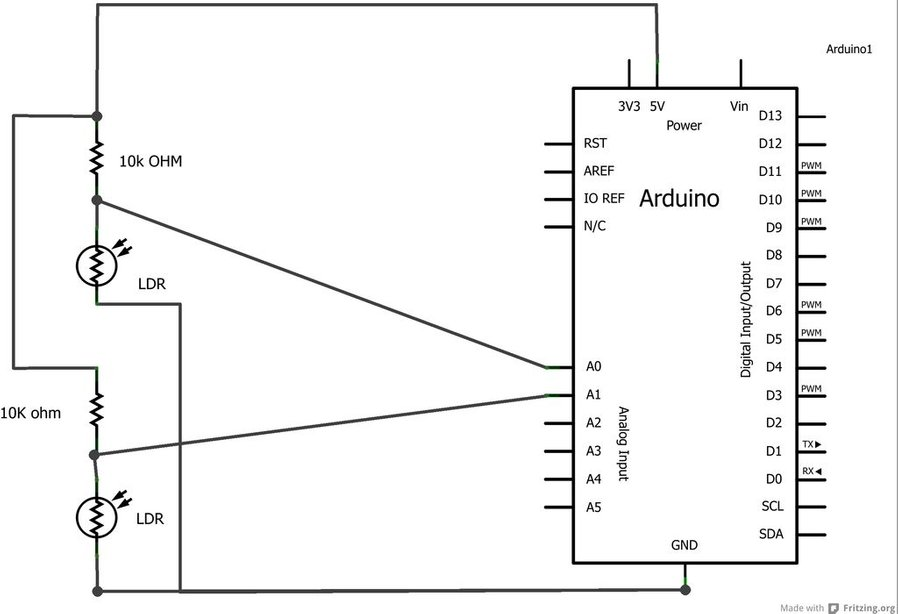 Arduino1
3V3
5V
Vin
Power
D13
10k OHM
RST
D12
AREF
D11
PWM
IO REF
Arduino
D10
PWM
N/C
D9
PWM
D8
LDR
D7
Digital Input/Output
D6
PWM
D5
PWM
A0
D4
A1
D3
PWM
10K ohm
A2
D2
Analog Input
A3
D1
TX
A4
D0
RX
A5
SCL
LDR
SDA
GND
Made with Fritzing.org